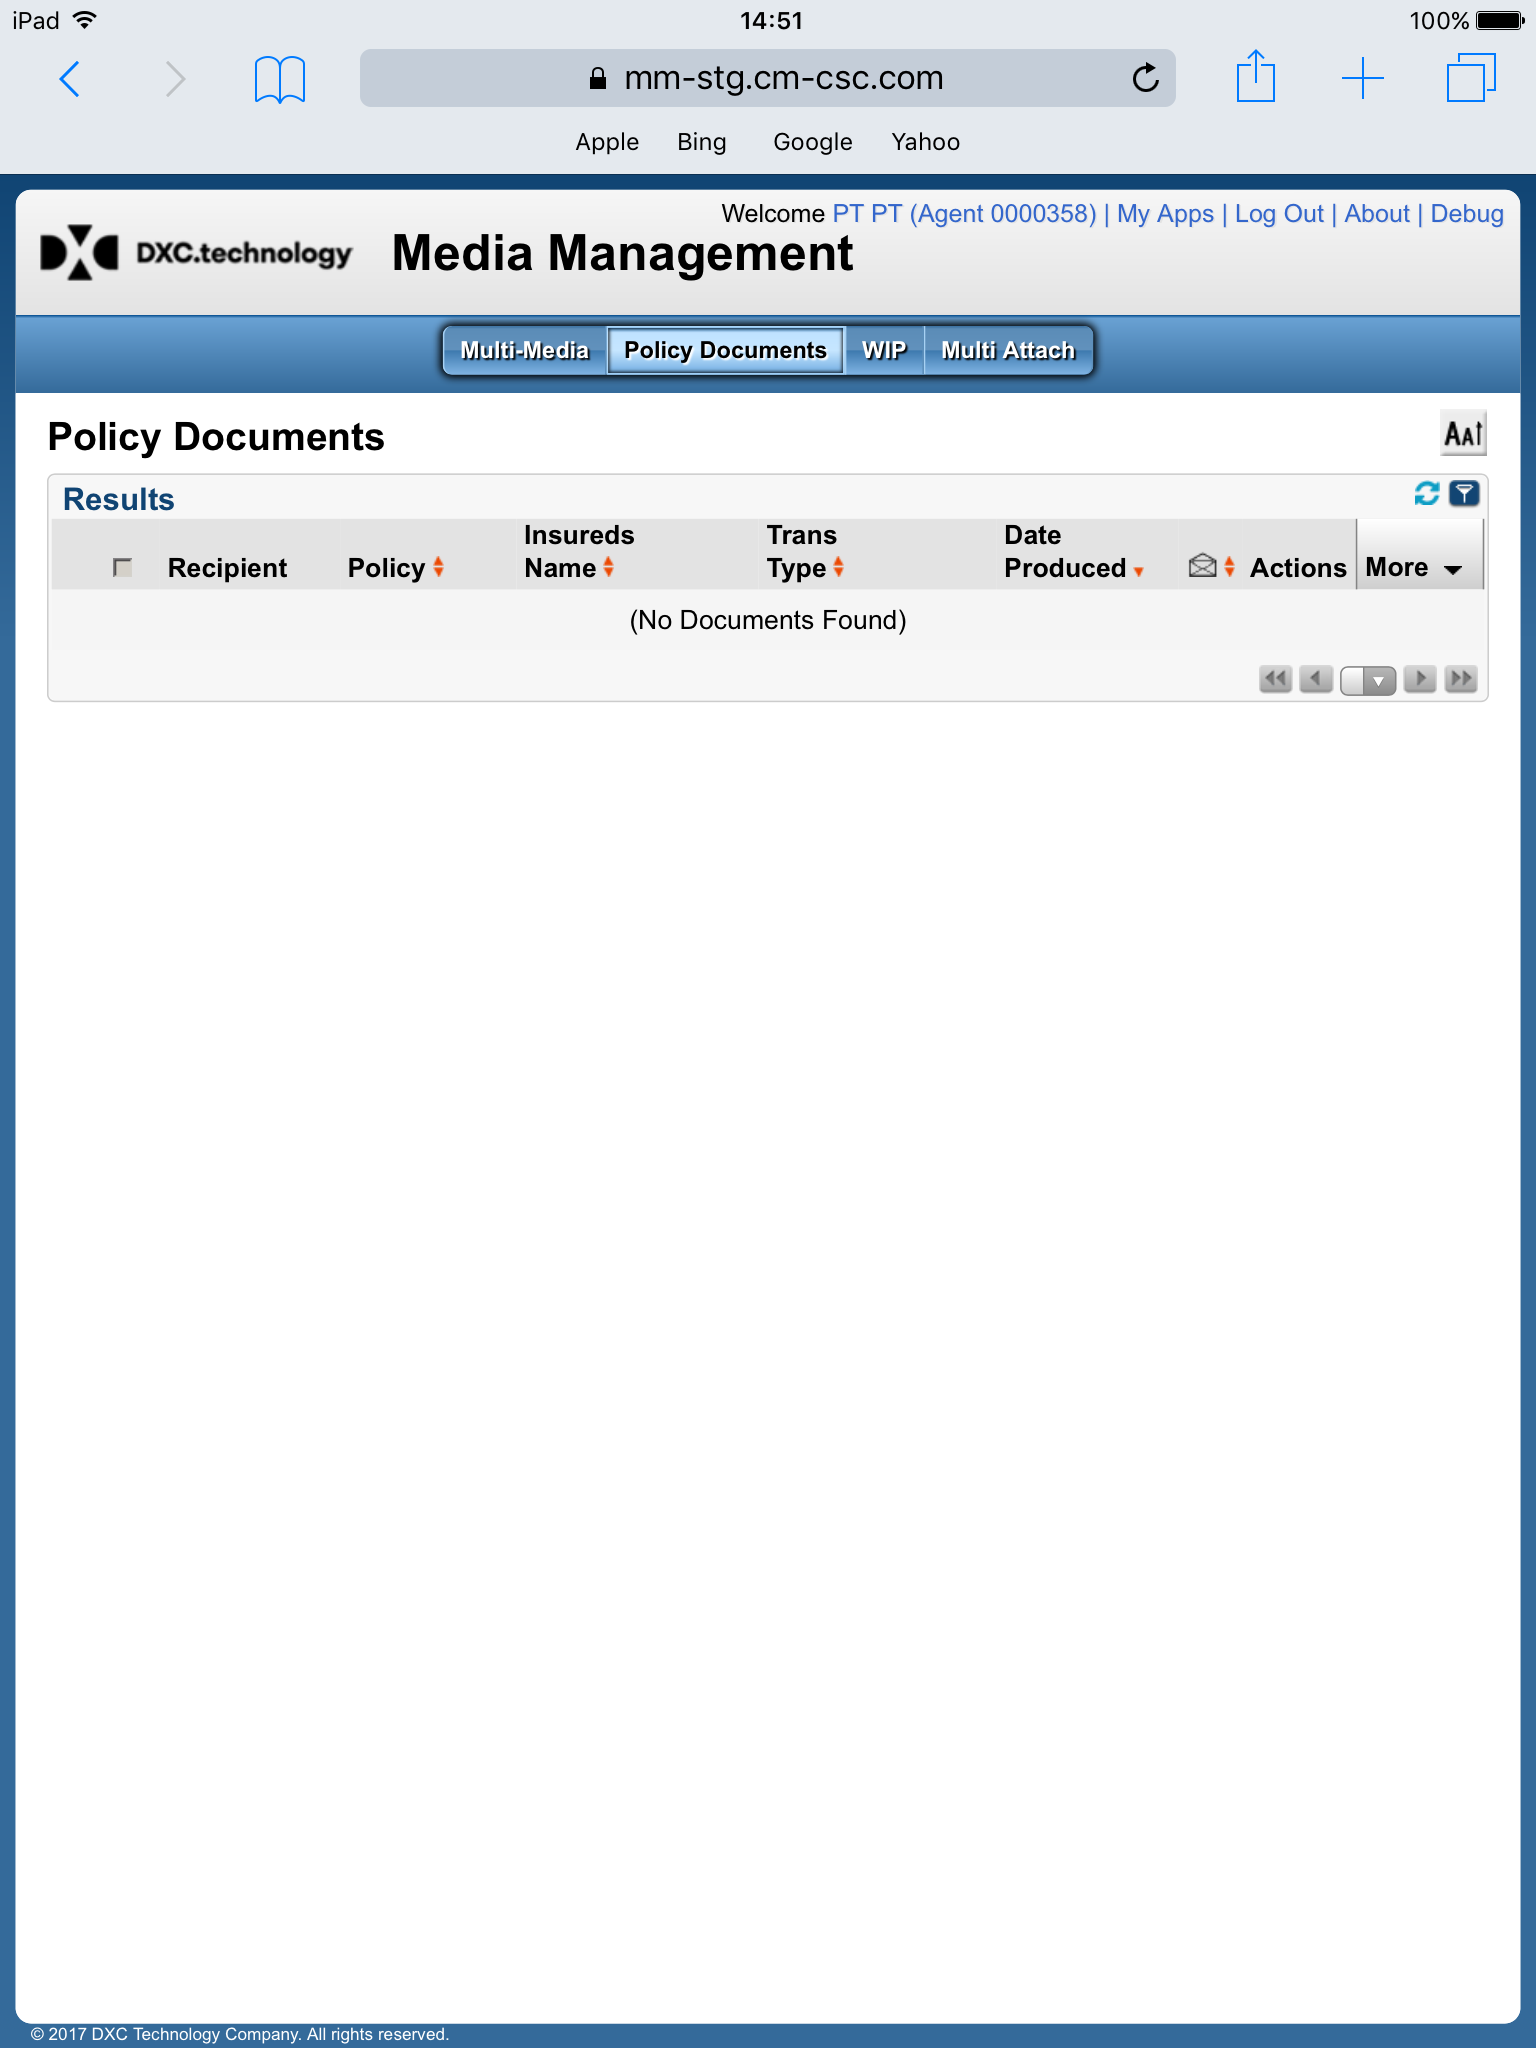 iPad 14:51 100%
mm-stg.cm-csc.com
Apple Bing Google Yahoo
Welcome PT PT (Agent 0000358) | My Apps | Log Out | About | Debug
DXC.technology Media Management
Multi-Media Policy Documents WIP Multi Attach
Policy Documents AA
Results
Recipient Policy Insureds Name Trans Type Date Produced Actions More
(No Documents Found)
© 2017 DXC Technology Company. All rights reserved.